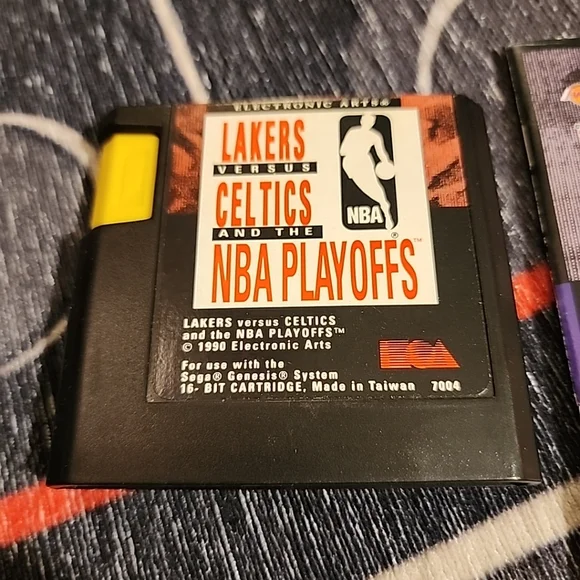 ELECTRONIC ARTS®
LAKERS
VERSUS
CELTICS
AND THE
NBA PLAYOFFS™
NBA
®
LAKERS versus CELTICS
and the NBA PLAYOFFS™
© 1990 Electronic Arts
EA
For use with the
Sega® Genesis® System
16- BIT CARTRIDGE, Made in Taiwan 7004